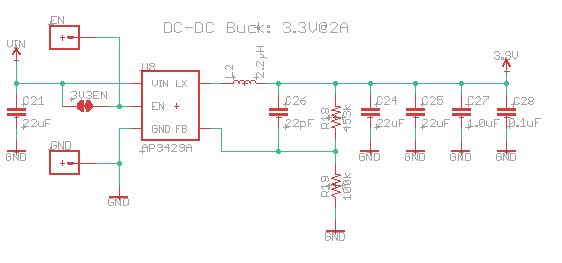 EN
DC-DC Buck: 3.3V@2A
VIN
U8
L2
2.2µH
3.3V
VIN LX
C21
3V3EN
EN
C26
R18
453k
C24
C25
C27
C28
22uF
GND FB
22pF
22uF
22uF
1.0uF
0.1uF
GND
GND
AP3429A
GND
GND
GND
GND
R19
100k
GND
GND